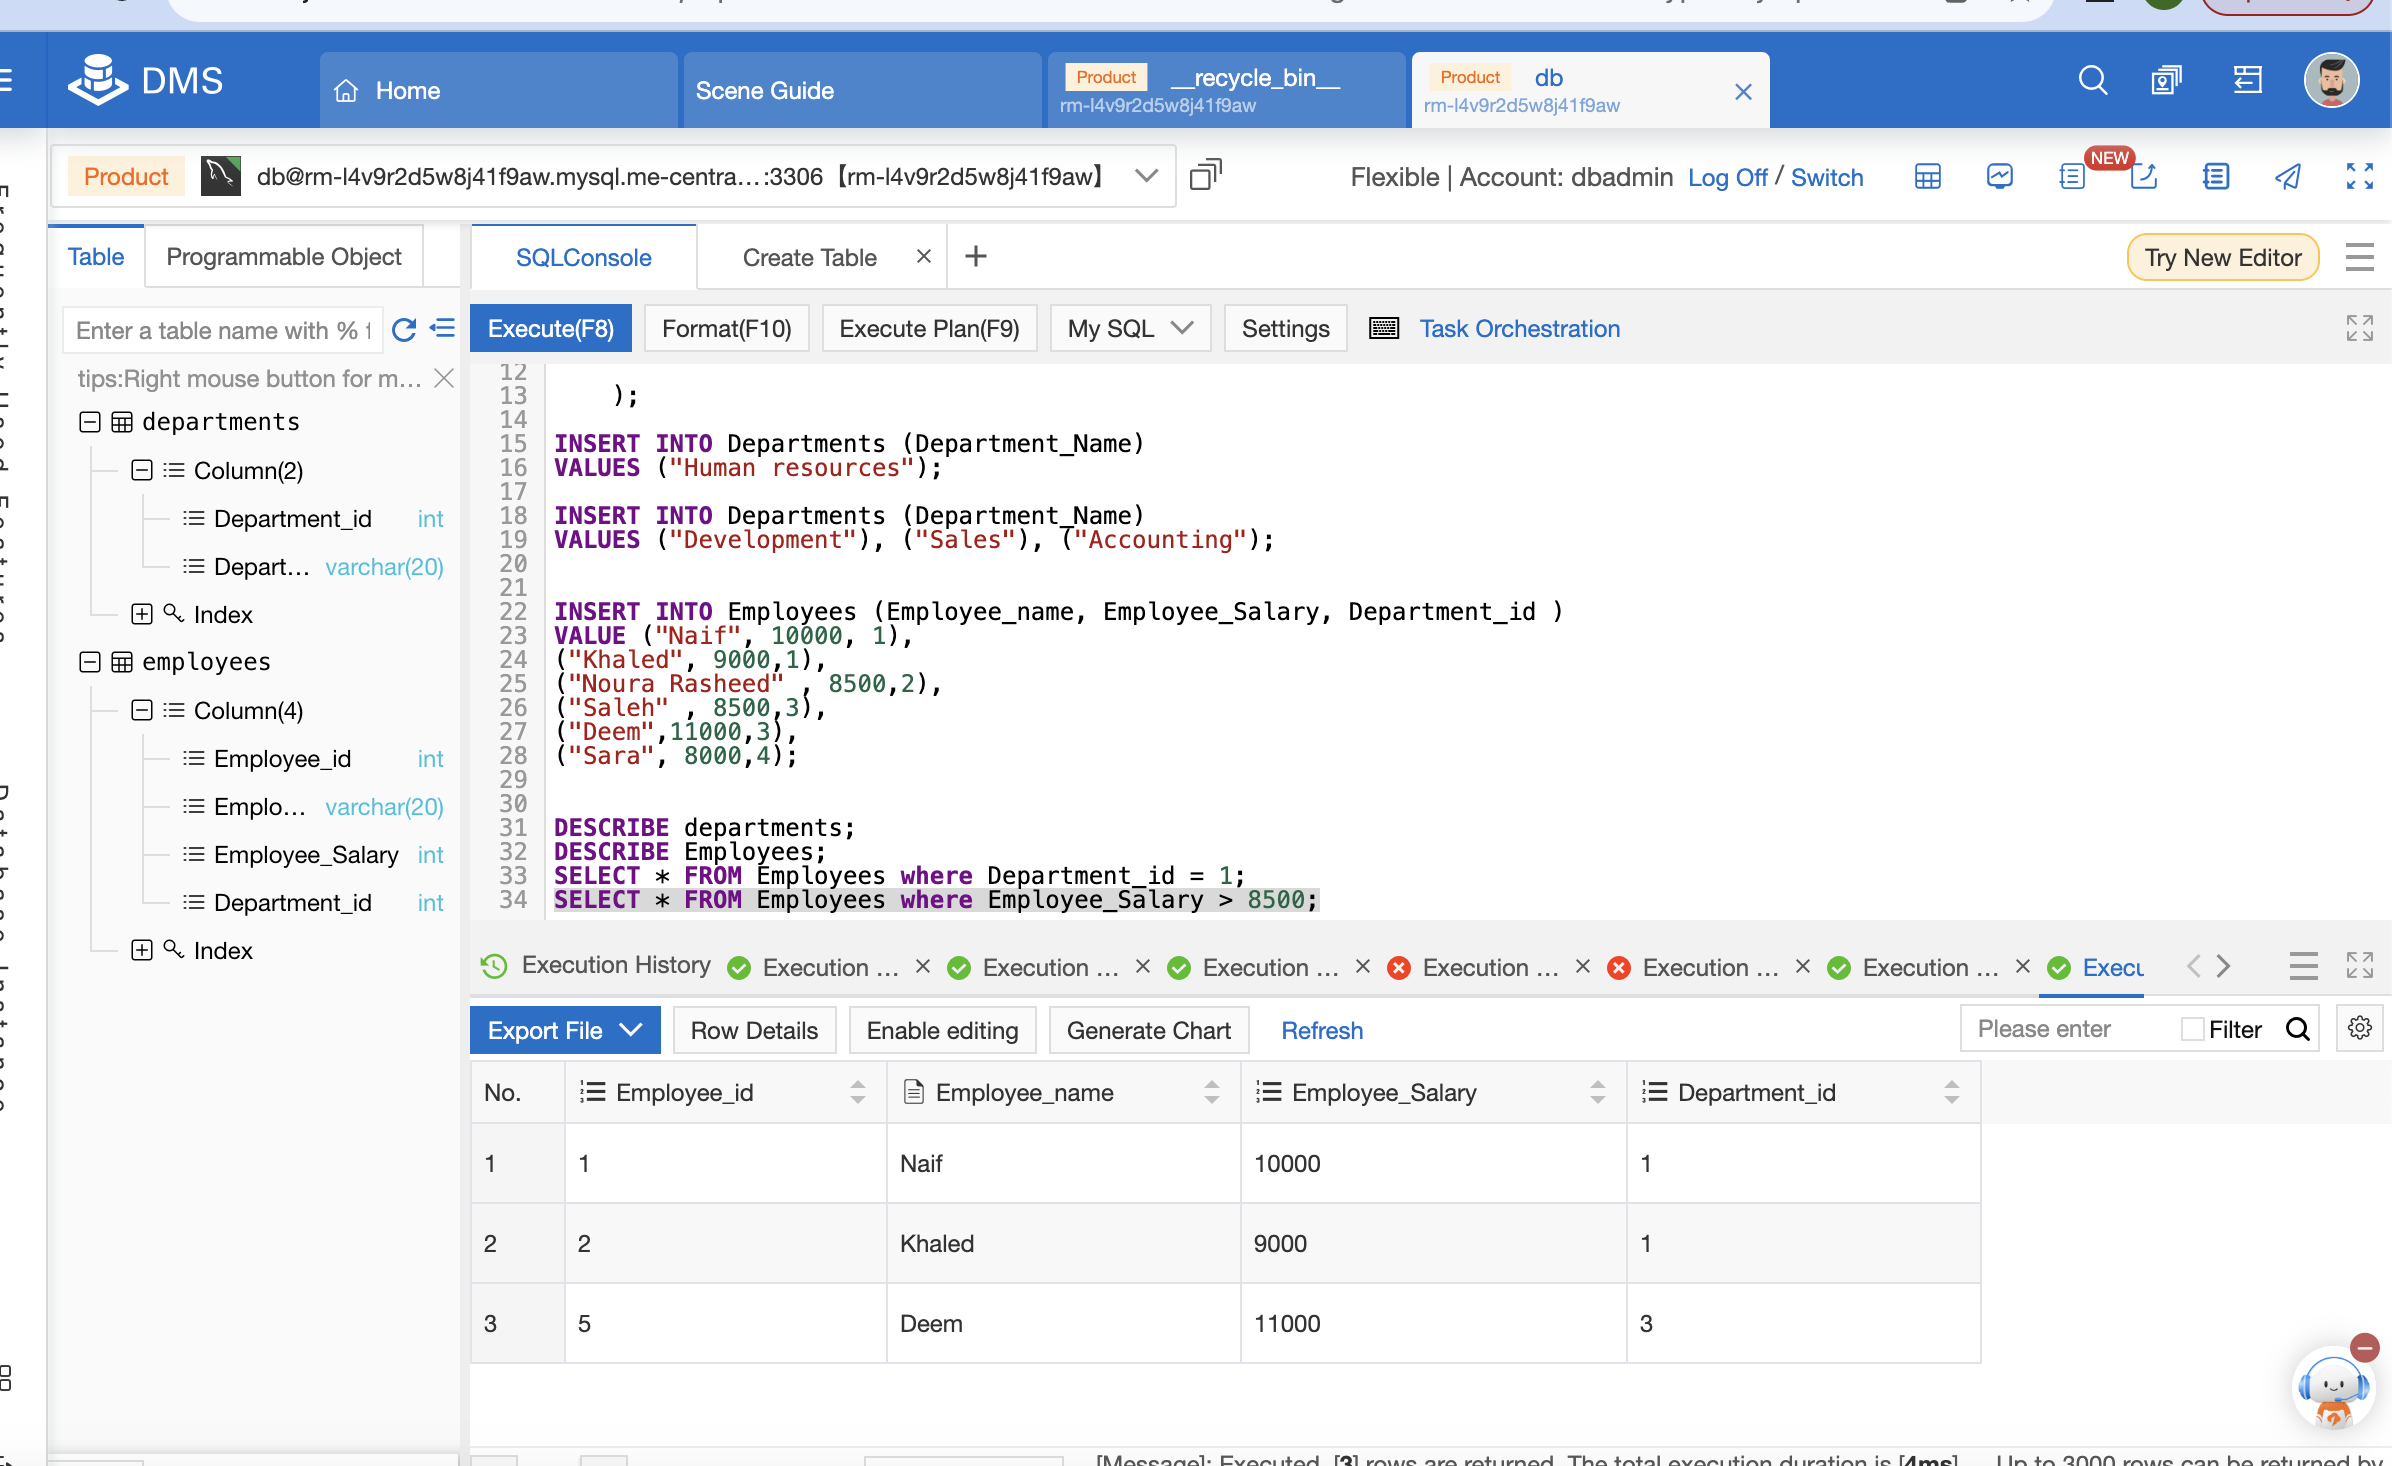 DMS
Home
Scene Guide
Product __recycle_bin__
rm-l4v9r2d5w8j41f9aw
Product db
rm-l4v9r2d5w8j41f9aw
Product db@rm-l4v9r2d5w8j41f9aw.mysql.me-centra...:3306【rm-l4v9r2d5w8j41f9aw】
Flexible | Account: dbadmin Log Off / Switch
NEW
Table Programmable Object
SQLConsole Create Table
Try New Editor
Enter a table name with % f
Execute(F8) Format(F10) Execute Plan(F9) My SQL Settings Task Orchestration
tips:Right mouse button for m...
departments
Column(2)
Department_id int
Depart... varchar(20)
Index
employees
Column(4)
Employee_id int
Emplo... varchar(20)
Employee_Salary int
Department_id int
Index
12
13 );
14
15 INSERT INTO Departments (Department_Name)
16 VALUES ("Human resources");
17
18 INSERT INTO Departments (Department_Name)
19 VALUES ("Development"), ("Sales"), ("Accounting");
20
21
22 INSERT INTO Employees (Employee_name, Employee_Salary, Department_id )
23 VALUE ("Naif", 10000, 1),
24 ("Khaled", 9000,1),
25 ("Noura Rasheed" , 8500,2),
26 ("Saleh" , 8500,3),
27 ("Deem",11000,3),
28 ("Sara", 8000,4);
29
30
31 DESCRIBE departments;
32 DESCRIBE Employees;
33 SELECT * FROM Employees where Department_id = 1;
34 SELECT * FROM Employees where Employee_Salary > 8500;
Execution History Execution ... Execution ... Execution ... Execution ... Execution ... Execution ... Execu
Export File Row Details Enable editing Generate Chart Refresh
Please enter Filter
No. Employee_id Employee_name Employee_Salary Department_id
1 1 Naif 10000 1
2 2 Khaled 9000 1
3 5 Deem 11000 3
[Message]: Executed, [3] rows are returned. The total execution duration is [4ms]. Up to 3000 rows can be returned by